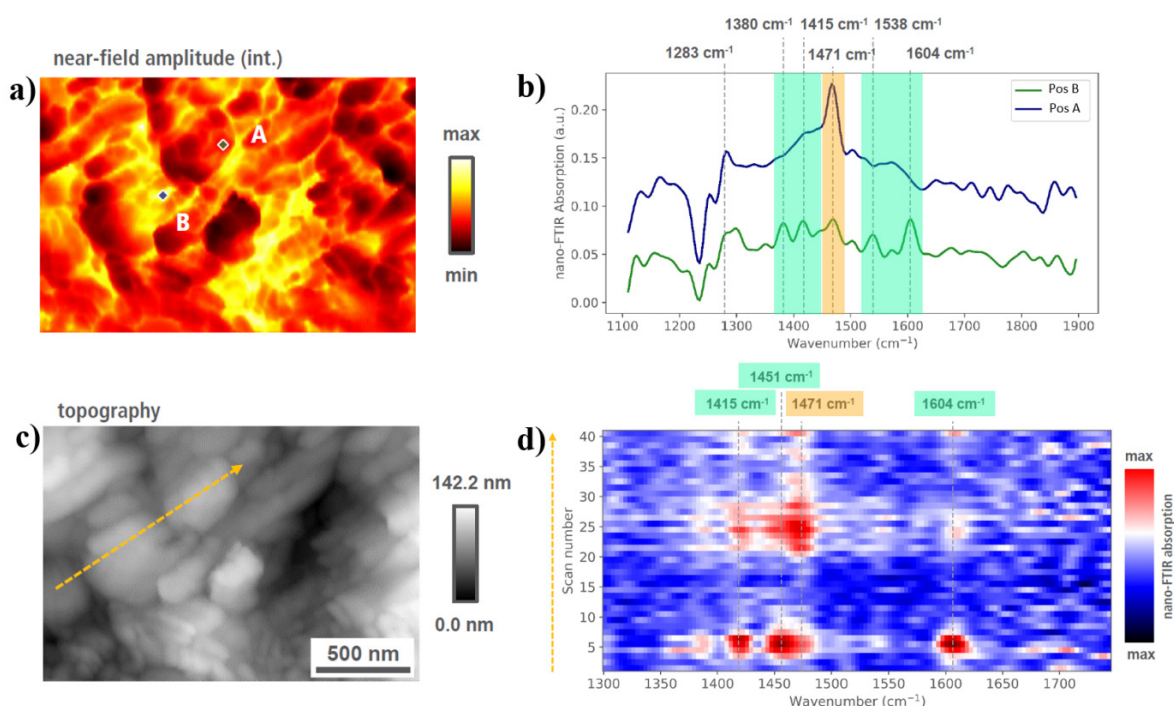 near-field amplitude (int.)
a)
A
B
max
min
b)
1380 cm⁻¹ 1415 cm⁻¹ 1538 cm⁻¹
1283 cm⁻¹ 1471 cm⁻¹ 1604 cm⁻¹
Pos B
Pos A
nano-FTIR Absorption (a.u.)
0.20
0.15
0.10
0.05
0.00
1100 1200 1300 1400 1500 1600 1700 1800 1900
Wavenumber (cm⁻¹)
topography
c)
142.2 nm
0.0 nm
500 nm
1451 cm⁻¹
1415 cm⁻¹ 1471 cm⁻¹ 1604 cm⁻¹
d)
Scan number
40
35
30
25
20
15
10
5
1300 1350 1400 1450 1500 1550 1600 1650 1700
Wavenumber (cm⁻¹)
max
nano-FTIR absorption
max